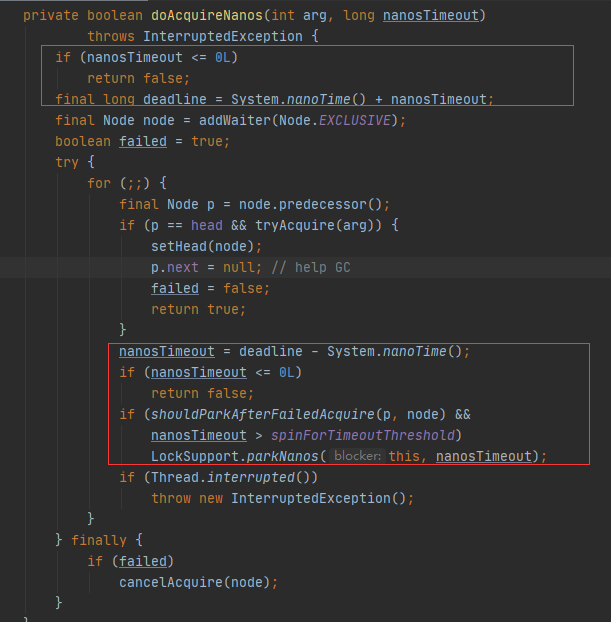 private boolean doAcquireNanos(int arg, long nanosTimeout)
        throws InterruptedException {
    if (nanosTimeout <= 0L)
        return false;
    final long deadline = System.nanoTime() + nanosTimeout;
    final Node node = addWaiter(Node.EXCLUSIVE);
    boolean failed = true;
    try {
        for (;;) {
            final Node p = node.predecessor();
            if (p == head && tryAcquire(arg)) {
                setHead(node);
                p.next = null; // help GC
                failed = false;
                return true;
            }
            nanosTimeout = deadline - System.nanoTime();
            if (nanosTimeout <= 0L)
                return false;
            if (shouldParkAfterFailedAcquire(p, node) &&
                nanosTimeout > spinForTimeoutThreshold)
                LockSupport.parkNanos( blocker: this, nanosTimeout);
            if (Thread.interrupted())
                throw new InterruptedException();
        }
    } finally {
        if (failed)
            cancelAcquire(node);
    }
}